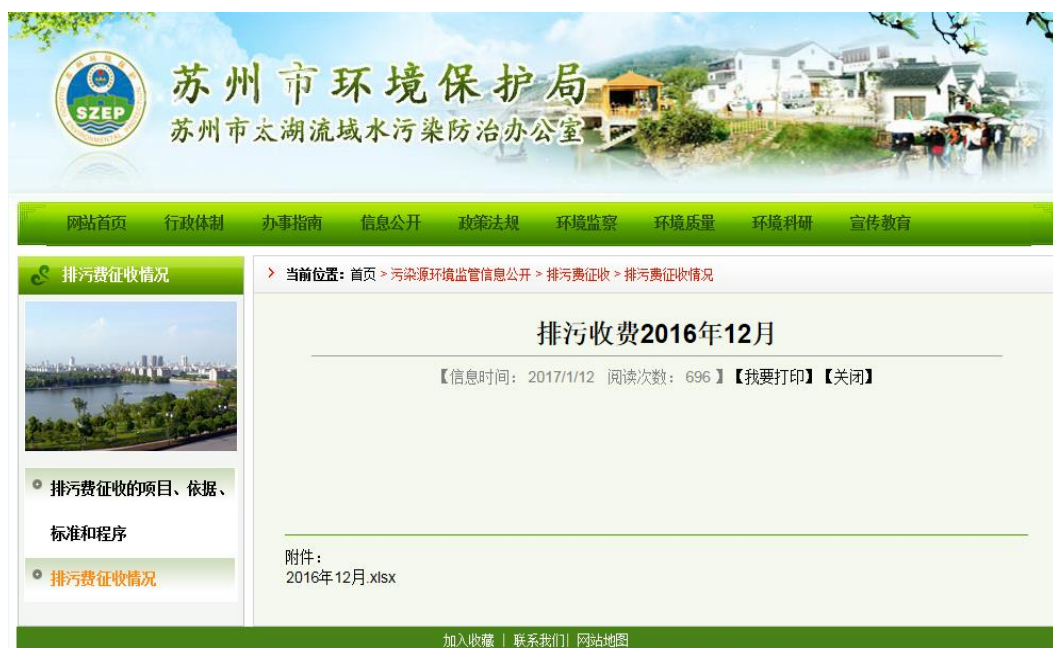 苏州市环境保护局
SZEP
苏州市太湖流域水污染防治办公室
网站首页 行政体制 办事指南 信息公开 政策法规 环境监察 环境质量 环境科研 宣传教育
排污费征收情况
> 当前位置：首页 > 污染源环境监管信息公开 > 排污费征收 > 排污费征收情况
排污收费2016年12月
【信息时间： 2017/1/12 阅读次数： 696 】【我要打印】【关闭】
排污费征收的项目、依据、
标准和程序
排污费征收情况
附件：
2016年12月.xlsx
加入收藏 | 联系我们| 网站地图